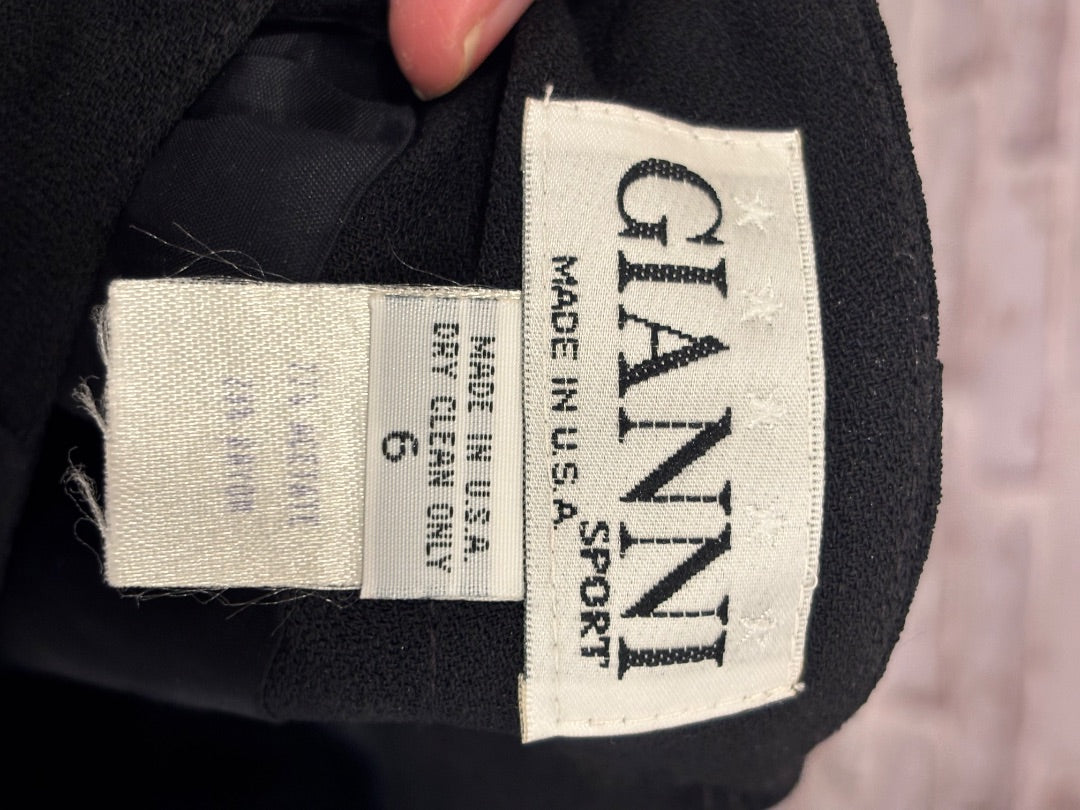 GIANNI
SPORT
MADE IN U.S.A.
MADE IN U.S.A.
DRY CLEAN ONLY
6